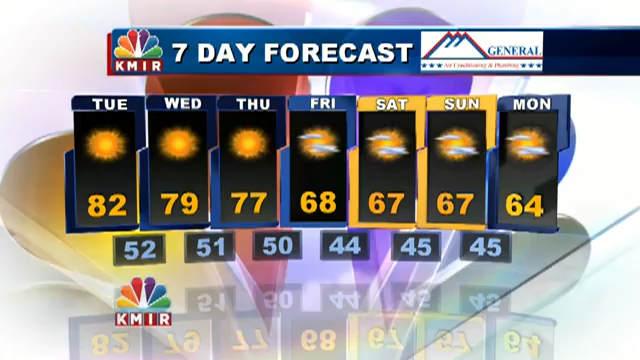 KMIR 7 DAY FORECAST GENERAL
Air Conditioning & Plumbing
TUE WED THU FRI SAT SUN MON
82 79 77 68 67 67 64
52 51 50 44 45 45
KMIR